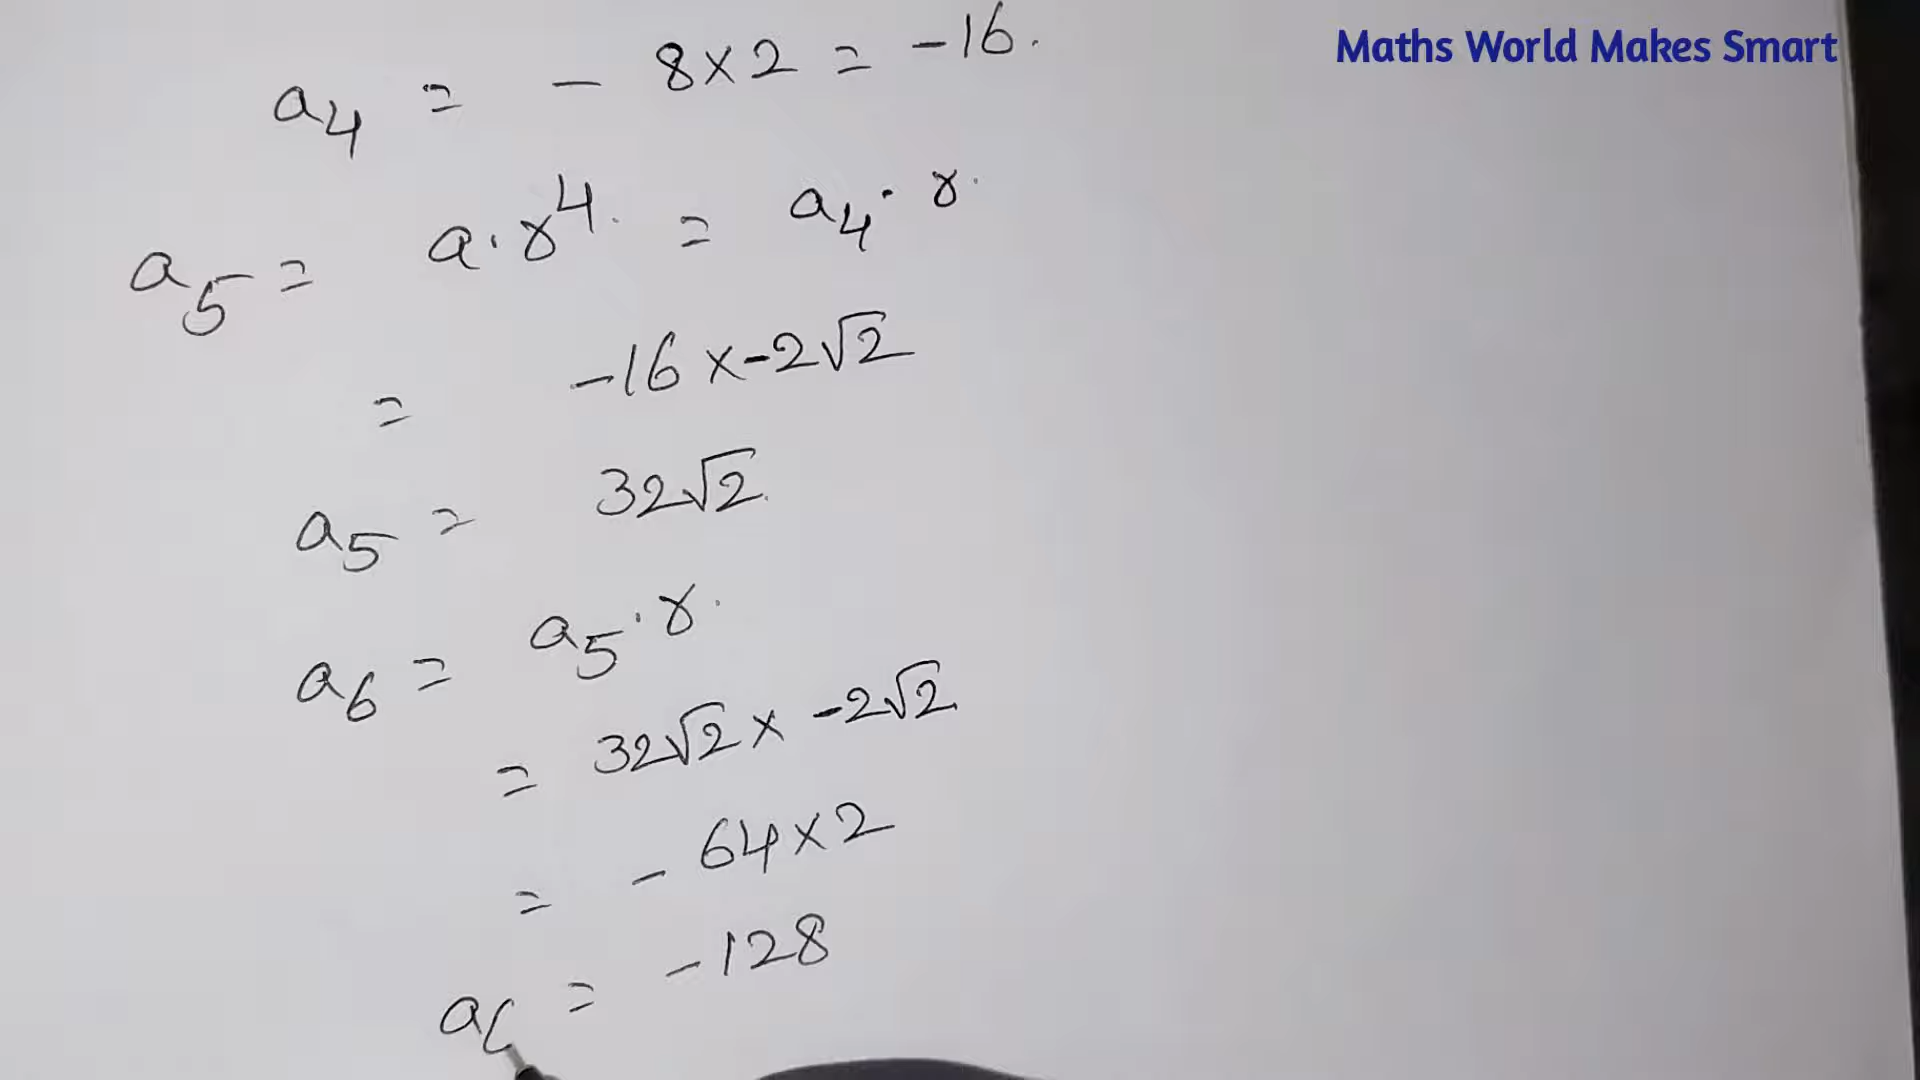 Maths World Makes Smart
a₄ = - 8×2 = -16.
a₅ = a·r⁴. = a₄·r.
= -16 × -2√2
a₅ = 32√2.
a₆ = a₅·r.
= 32√2 × -2√2.
= - 64×2
a₆ = -128